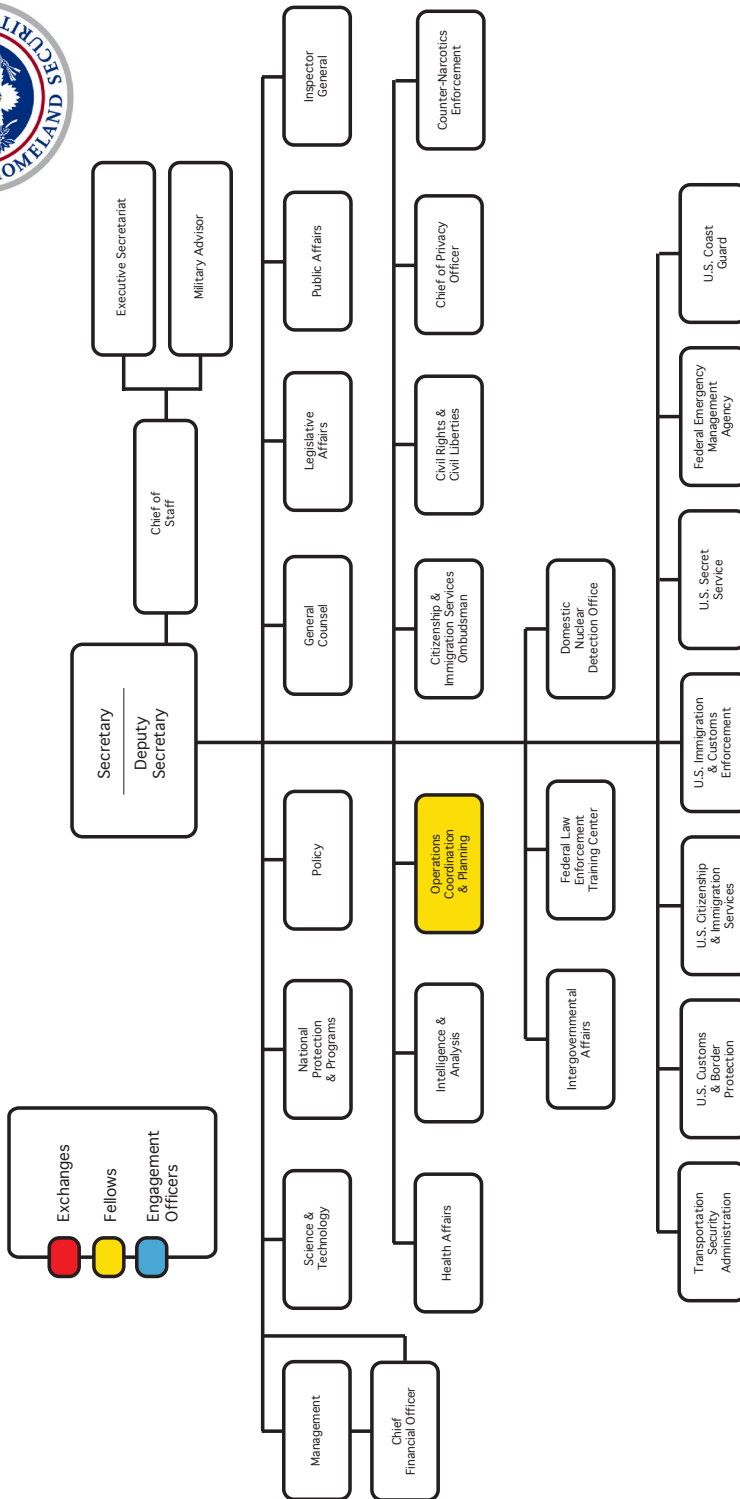 HOMELAND SECURIT
Exchanges
Fellows
Engagement
Officers
Secretary
Deputy
Secretary
Chief of
Staff
Executive Secretariat
Military Advisor
Management
Chief
Financial Officer
Science &
Technology
National
Protection
& Programs
Policy
General
Counsel
Legislative
Affairs
Public Affairs
Inspector
General
Health Affairs
Intelligence &
Analysis
Operations
Coordination
& Planning
Citizenship &
Immigration Services
Ombudsman
Civil Rights &
Civil Liberties
Chief of Privacy
Officer
Counter-Narcotics
Enforcement
Intergovernmental
Affairs
Federal Law
Enforcement
Training Center
Domestic
Nuclear
Detection Office
Transportation
Security
Administration
U.S. Customs
& Border
Protection
U.S. Citizenship
& Immigration
Services
U.S. Immigration
& Customs
Enforcement
U.S. Secret
Service
Federal Emergency
Management
Agency
U.S. Coast
Guard